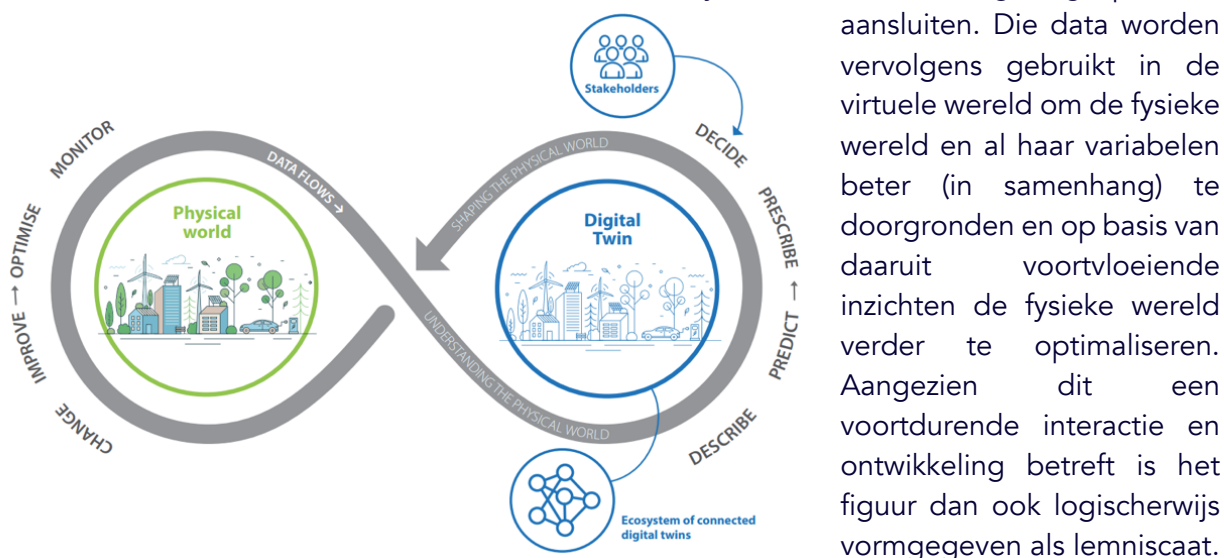 Stakeholders
MONITOR
IMPROVE → OPTIMISE
CHANGE
DATA FLOWS →
Physical
world
SHAPING THE PHYSICAL WORLD
UNDERSTANDING THE PHYSICAL WORLD
Digital
Twin
DECIDE
PRESCRIBE
PREDICT →
DESCRIBE
Ecosystem of connected
digital twins
aansluiten. Die data worden
vervolgens gebruikt in de
virtuele wereld om de fysieke
wereld en al haar variabelen
beter (in samenhang) te
doorgronden en op basis van
daaruit voortvloeiende
inzichten de fysieke wereld
verder te optimaliseren.
Aangezien dit een
voortdurende interactie en
ontwikkeling betreft is het
figuur dan ook logischerwijs
vormgegeven als lemniscaat.